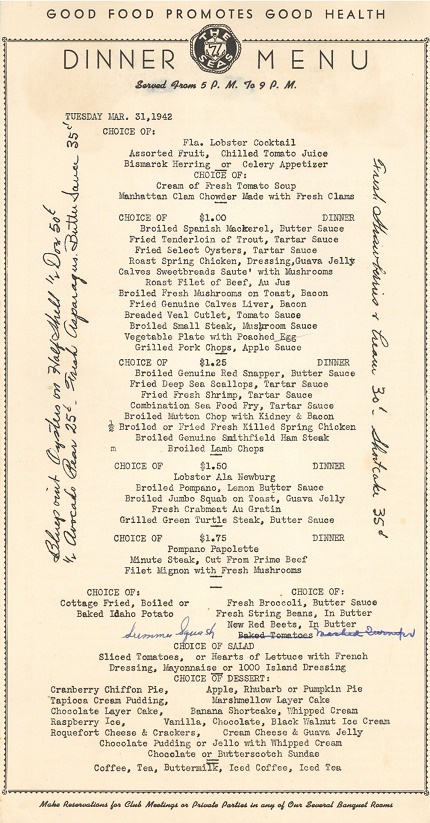 GOOD FOOD PROMOTES GOOD HEALTH
DINNER THE 7 SEAS MENU
Served From 5 P. M. To 9 P. M.
TUESDAY MAR. 31,1942
CHOICE OF:
Fla. Lobster Cocktail
Assorted Fruit, Chilled Tomato Juice
Bismarok Herring or Celery Appetizer
CHOICE OF:
Cream of Fresh Tomato Soup
Manhattan Clam Chowder Made with Fresh Clams
CHOICE OF $1.00 DINNER
Broiled Spanish Mackerel, Butter Sauce
Fried Tenderloin of Trout, Tartar Sauce
Fried Select Oysters, Tartar Sauce
Roast Spring Chicken, Dressing,Guava Jelly
Calves Sweetbreads Saute' with Mushrooms
Roast Filet of Beef, Au Jus
Broiled Fresh Mushrooms on Toast, Bacon
Fried Genuine Calves Liver, Bacon
Breaded Veal Cutlet, Tomato Sauce
Broiled Small Steak, Mushroom Sauce
Vegetable Plate with Poached Egg
Grilled Pork Chops, Apple Sauce
CHOICE OF $1.25 DINNER
Broiled Genuine Red Snapper, Butter Sauce
Fried Deep Sea Scallops, Tartar Sauce
Fried Fresh Shrimp, Tartar Sauce
Combination Sea Food Fry, Tartar Sauce
Broiled Mutton Chop with Kidney & Bacon
Broiled or Fried Fresh Killed Spring Chicken
Broiled Genuine Smithfield Ham Steak
m Broiled Lamb Chops
CHOICE OF $1.50 DINNER
Lobster Ala Newburg
Broiled Pompano, Lemon Butter Sauce
Broiled Jumbo Squab on Toast, Guava Jelly
Fresh Crabmeat Au Gratin
Grilled Green Turtle Steak, Butter Sauce
CHOICE OF $1.75 DINNER
Pompano Papolette
Minute Steak, Cut From Prime Beef
Filet Mignon with Fresh Mushrooms
CHOICE OF: CHOICE OF:
Cottage Fried, Boiled or Fresh Broccoli, Butter Sauce
Baked Idaho Potato Fresh String Beans, In Butter
New Red Beets, In Butter
Summer Squash Baked Tomatoes Mashed Turnips
CHOICE OF SALAD
Sliced Tomatoes, or Hearts of Lettuce with French
Dressing, Mayonnaise or 1000 Island Dressing
CHOICE OF DESSERT:
Cranberry Chiffon Pie, Apple, Rhubarb or Pumpkin Pie
Tapioca Cream Pudding, Marshmellow Layer Cake
Chocolate Layer Cake, Banana Shortcake, Whipped Cream
Raspberry Ice, Vanilla, Chocolate, Black Walnut Ice Cream
Roquefort Cheese & Crackers, Cream Cheese & Guava Jelly
Chocolate Pudding or Jello with Whipped Cream
Chocolate or Butterscotch Sundae
Coffee, Tea, Buttermilk, Iced Coffee, Iced Tea
Bluepoint Oysters on Half Shell ½ Doz 50¢
½ Avocado Pear 25¢ Fresh Asparagus Butter Sauce 35¢
Fresh Strawberries & Cream 30¢ Shortcake 35¢
Make Reservations for Club Meetings or Private Parties in any of Our Several Banquet Rooms